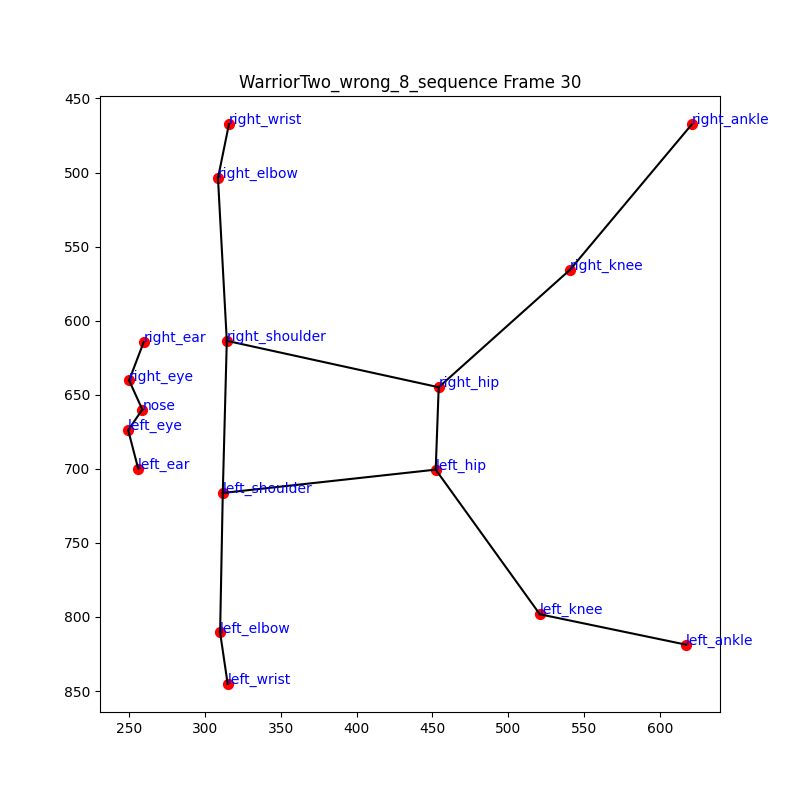 WarriorTwo_wrong_8_sequence Frame 30
450
right_wrist
right_ankle
500
right_elbow
550
right_knee
600
right_ear
right_shoulder
650
right_eye
right_hip
nose
left_eye
700
left_ear
left_hip
left_shoulder
750
800
left_knee
left_elbow
left_ankle
850
left_wrist
250 300 350 400 450 500 550 600